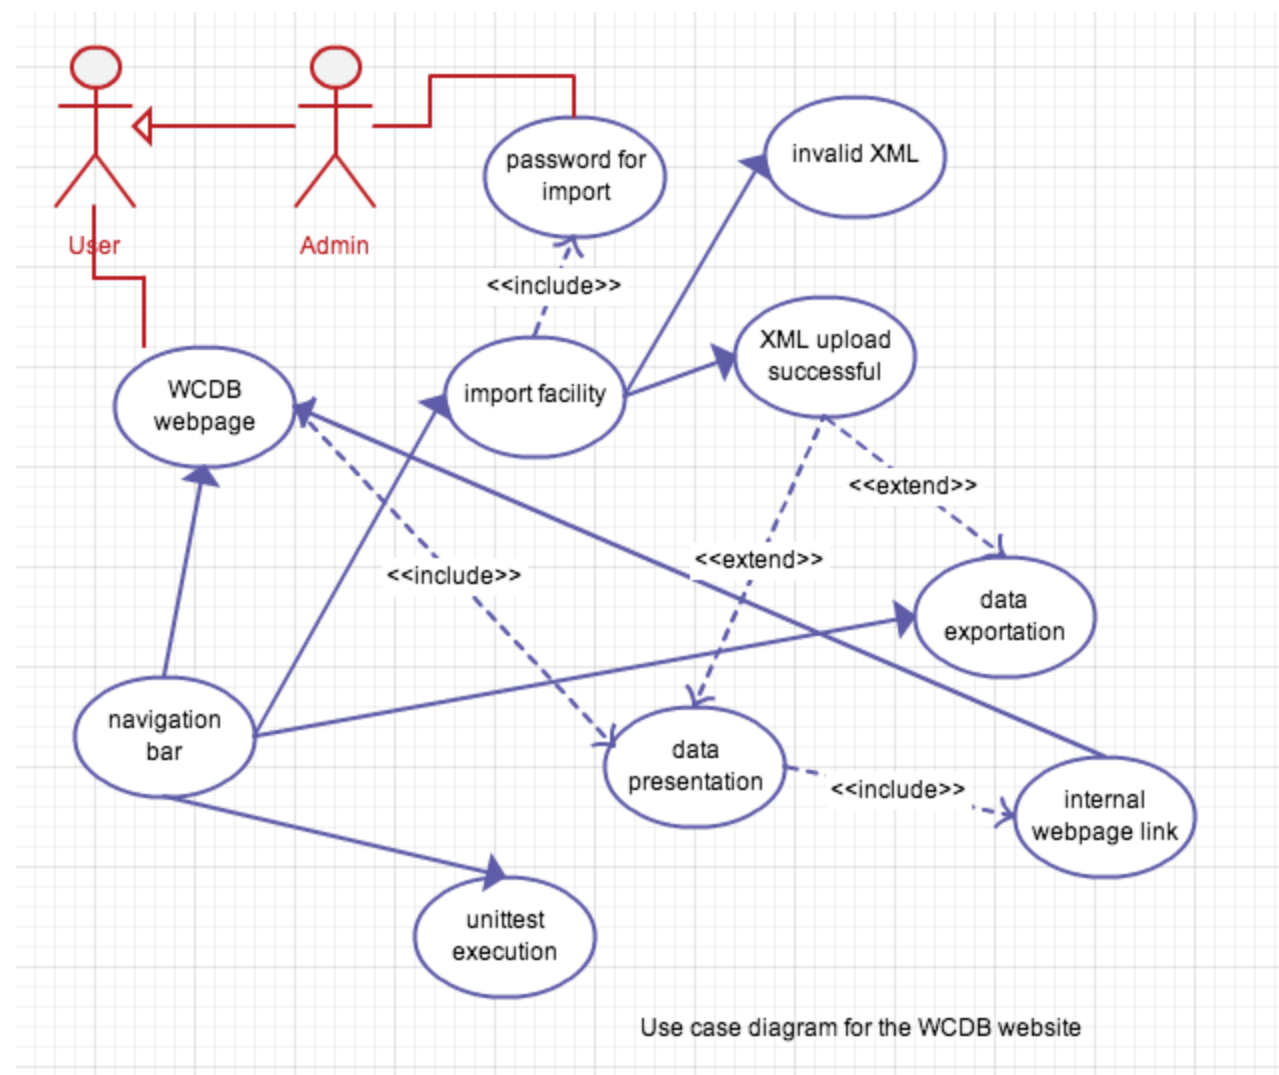 password for
import
invalid XML
User
Admin
<<include>>
XML upload
successful
WCDB
webpage
import facility
<<extend>>
<<extend>>
<<include>>
data
exportation
navigation
bar
data
presentation
<<include>>
internal
webpage link
unittest
execution
Use case diagram for the WCDB website